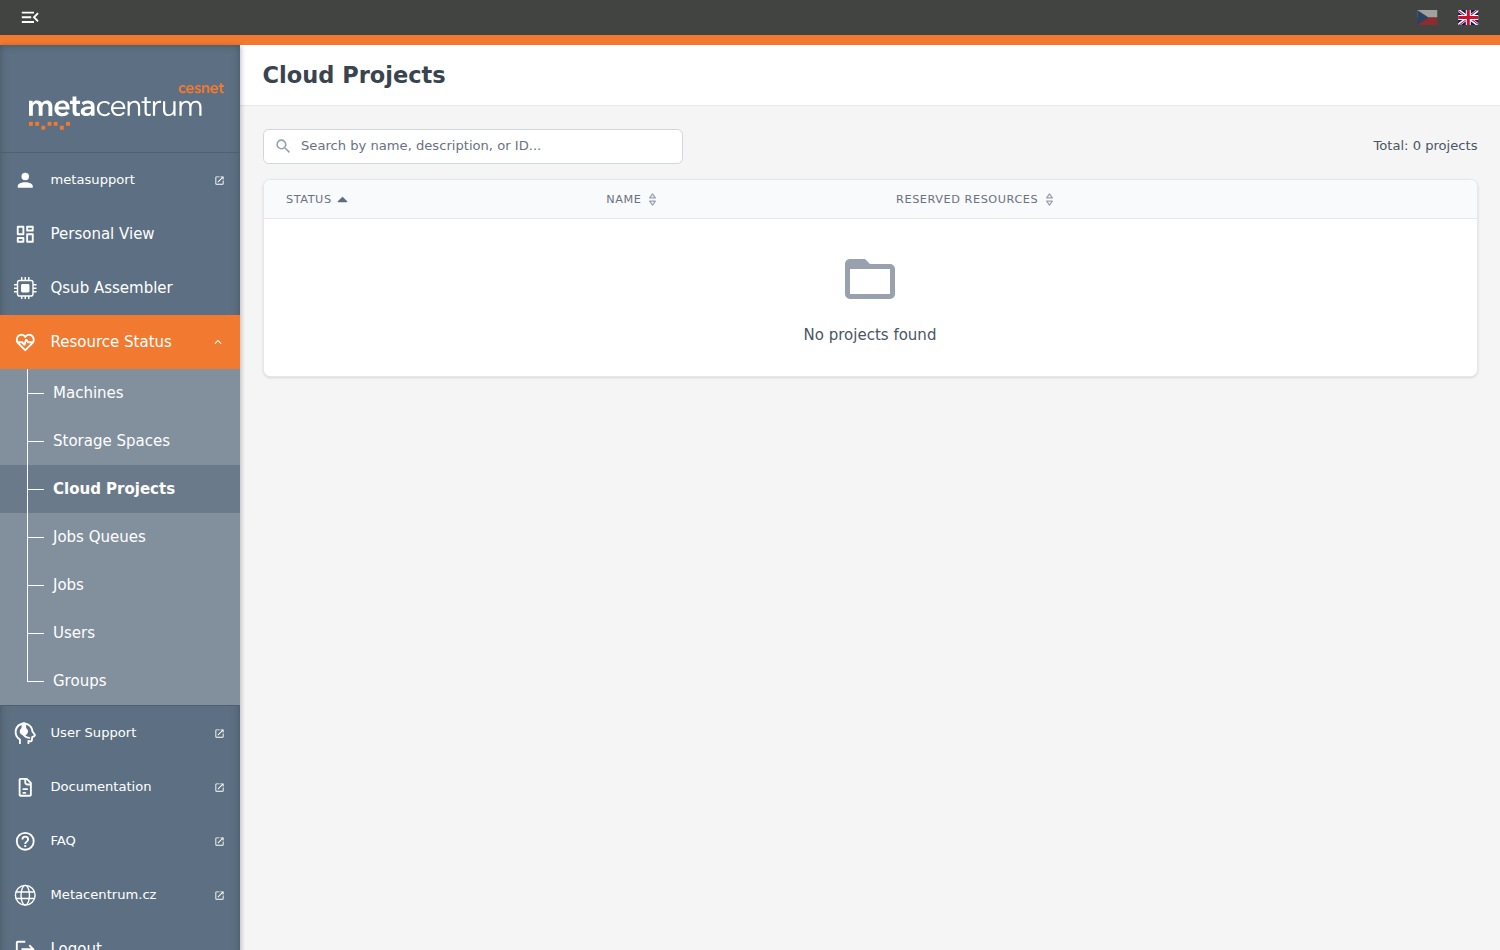 cesnet
metacentrum
metasupport
Personal View
Qsub Assembler
Resource Status
Machines
Storage Spaces
Cloud Projects
Jobs Queues
Jobs
Users
Groups
User Support
Documentation
FAQ
Metacentrum.cz
Logout
Cloud Projects
Search by name, description, or ID...
Total: 0 projects
STATUS NAME RESERVED RESOURCES
No projects found